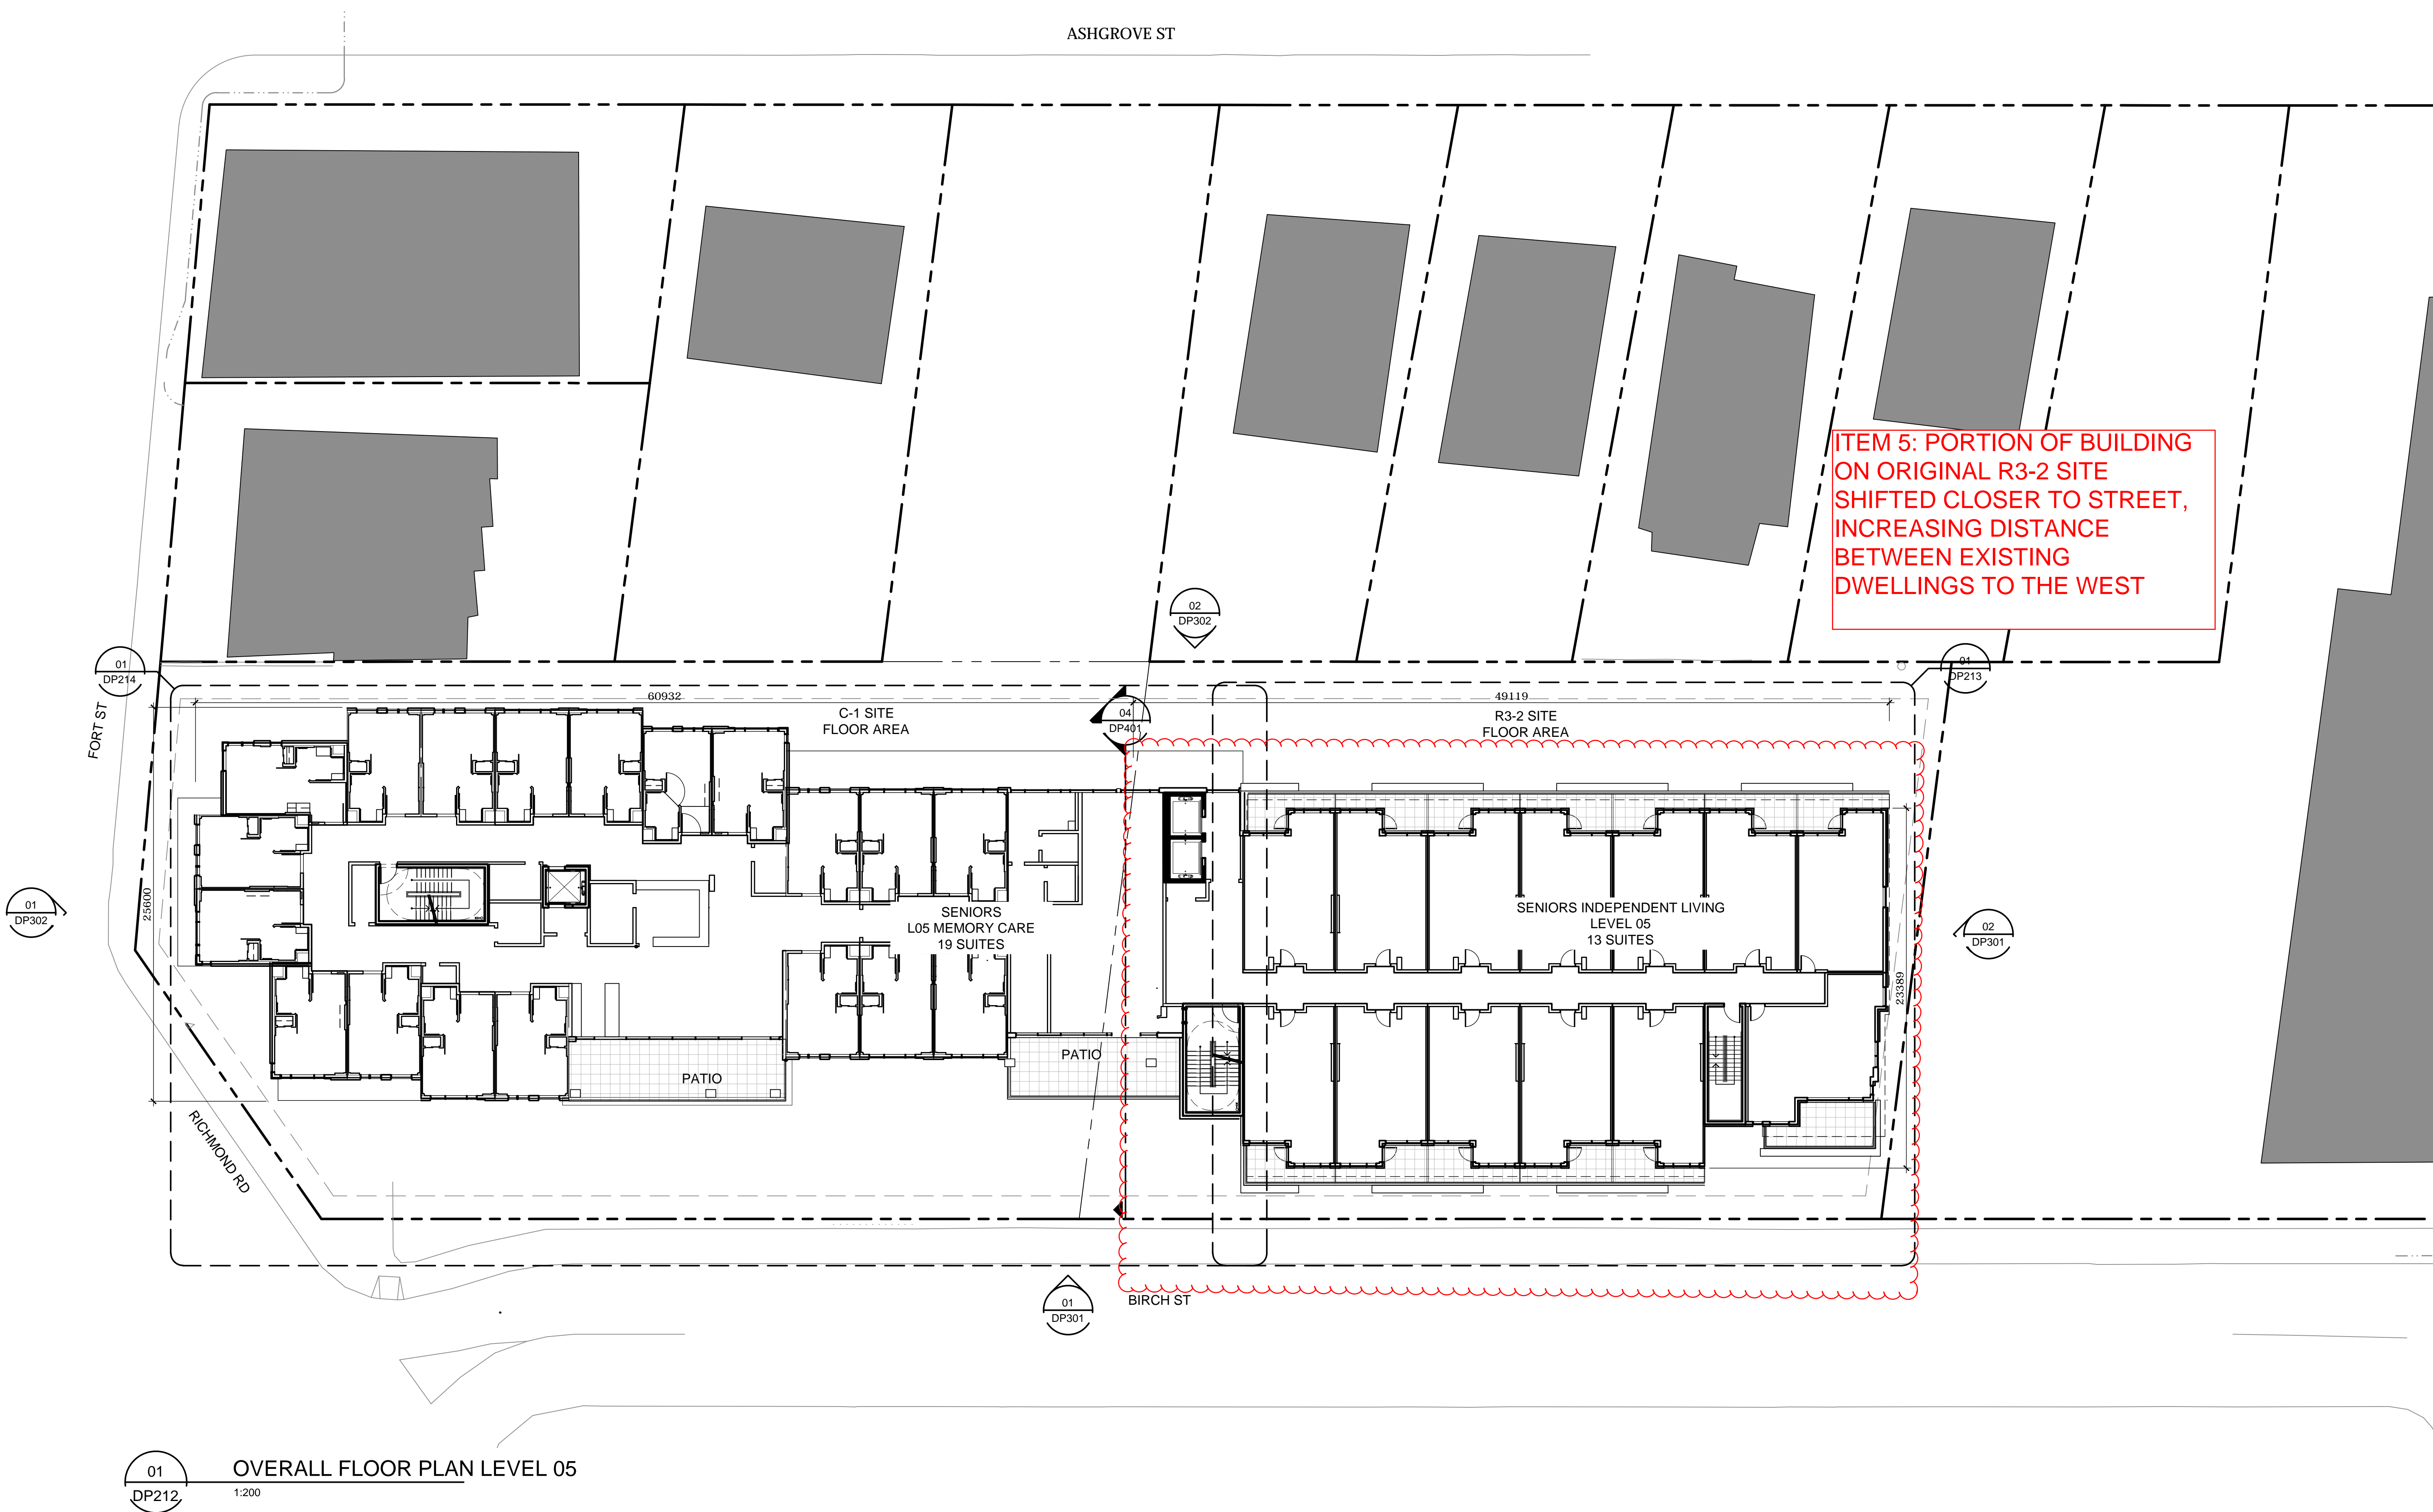 ASHGROVE ST
ITEM 5: PORTION OF BUILDING
ON ORIGINAL R3-2 SITE
SHIFTED CLOSER TO STREET,
INCREASING DISTANCE
BETWEEN EXISTING
DWELLINGS TO THE WEST
02
DP302
01
DP214
01
DP213
60932
49119
C-1 SITE
FLOOR AREA
04
DP401
R3-2 SITE
FLOOR AREA
FORT ST
25600
01
DP302
SENIORS
L05 MEMORY CARE
19 SUITES
SENIORS INDEPENDENT LIVING
LEVEL 05
13 SUITES
02
DP301
23389
PATIO
PATIO
RICHMOND RD
01
DP301
BIRCH ST
01
DP212
OVERALL FLOOR PLAN LEVEL 05
1:200